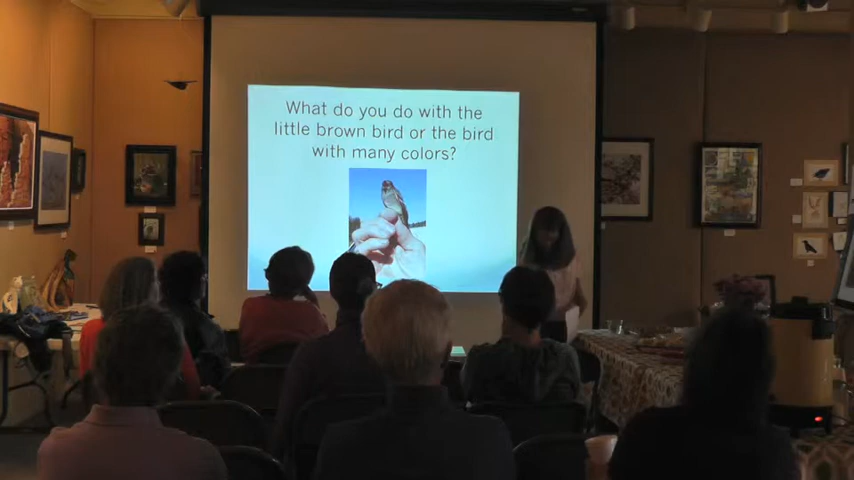 What do you do with the
little brown bird or the bird
with many colors?